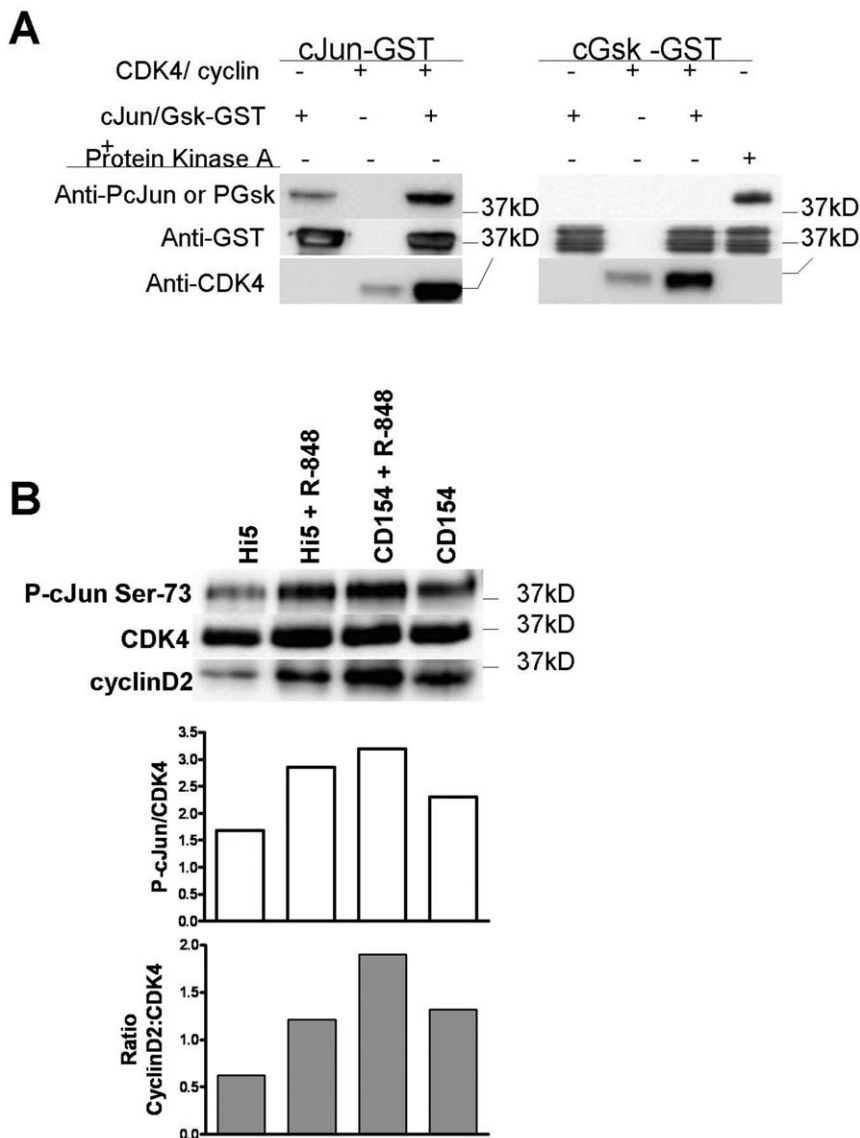 A
cJun-GST cGsk -GST
CDK4/ cyclin - + + - + + -
cJun/Gsk-GST + - + + - + -
+
Protein Kinase A - - - - - - +
Anti-PcJun or PGsk 37kD 37kD
Anti-GST 37kD 37kD
Anti-CDK4
B
Hi5
Hi5 + R-848
CD154 + R-848
CD154
P-cJun Ser-73 37kD
CDK4 37kD
cyclinD2 37kD
P-cJun/CDK4
3.5
3.0
2.5
2.0
1.5
1.0
0.5
0.0
Ratio
CyclinD2:CDK4
2.0
1.5
1.0
0.5
0.0